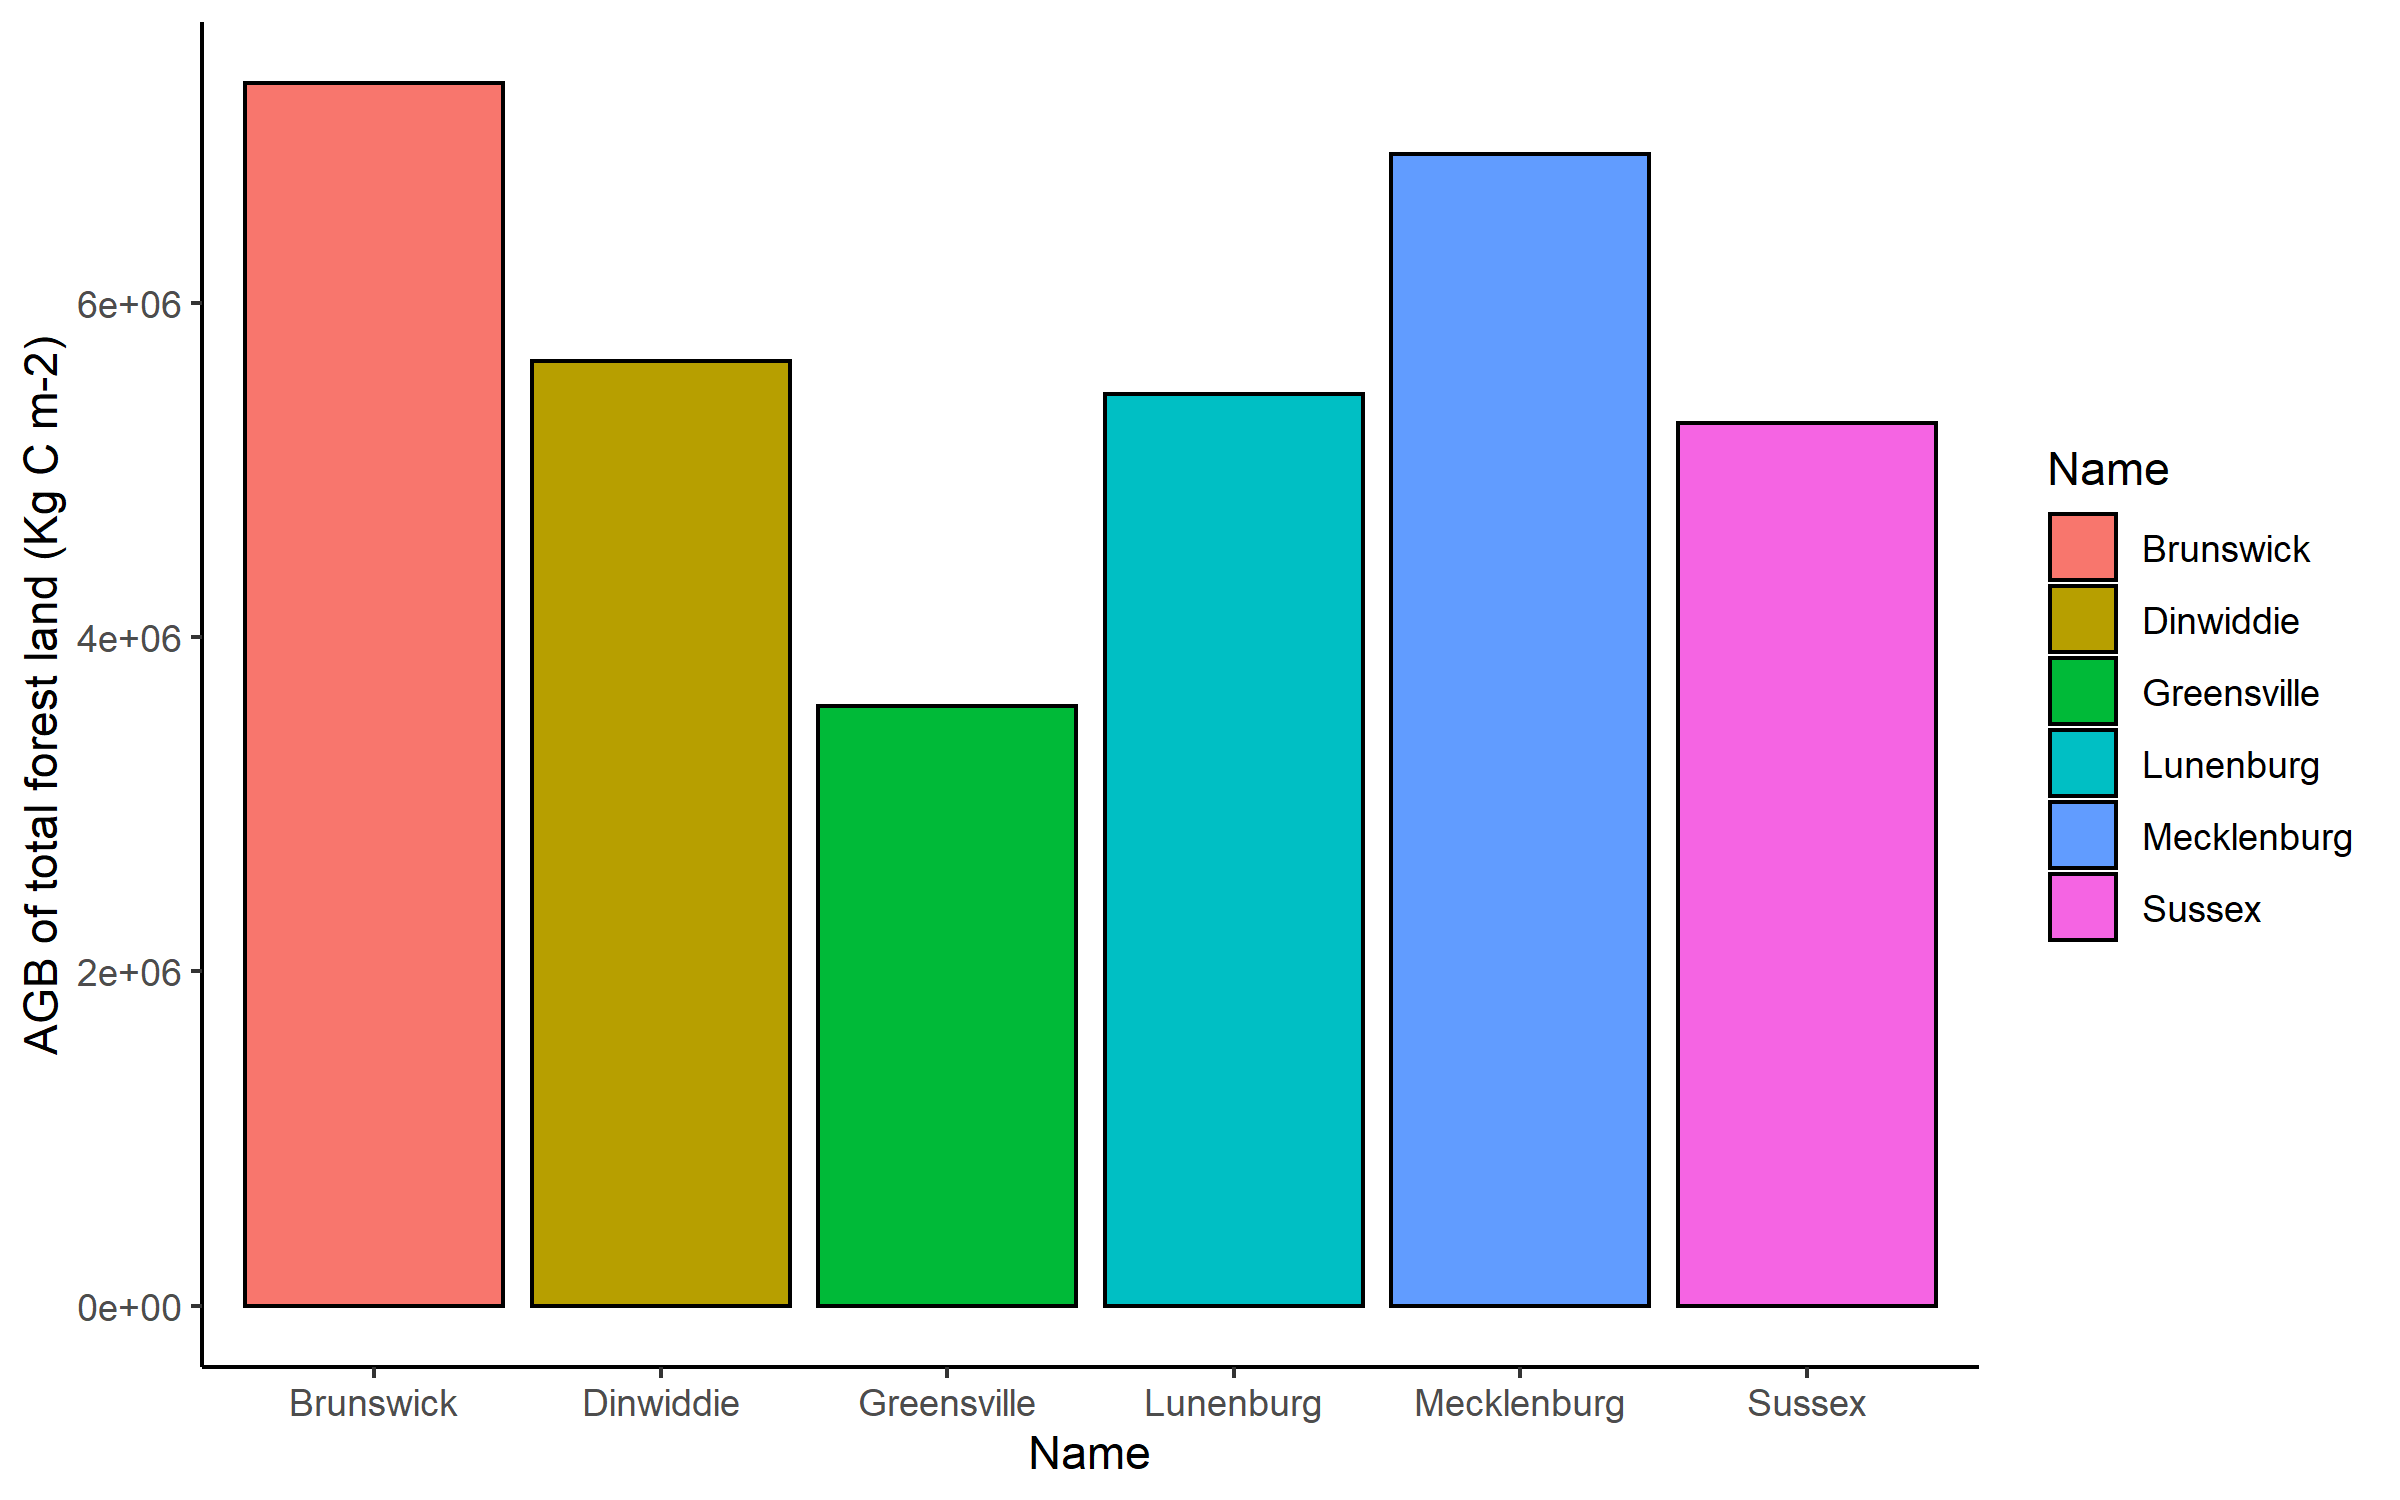 AGB of total forest land (Kg C m-2)
6e+06
4e+06
2e+06
0e+00
Brunswick
Dinwiddie
Greensville
Lunenburg
Mecklenburg
Sussex
Name
Name
Brunswick
Dinwiddie
Greensville
Lunenburg
Mecklenburg
Sussex